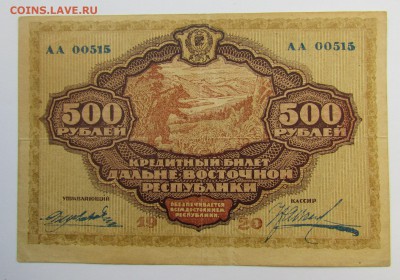 COINS.LAVE.RU
АА 00515 АА 00515
500 РУБЛЕЙ 500 РУБЛЕЙ
КРЕДИТНЫЙ БИЛЕТ
ДАЛЬНЕ-ВОСТОЧНОЙ
РЕСПУБЛИКИ
УПРАВЛЯЮЩИЙ КАССИР
ОБЕСПЕЧИВАЕТСЯ
ВСЕМ ДОСТОЯНИЕМ
РЕСПУБЛИКИ.
19 20